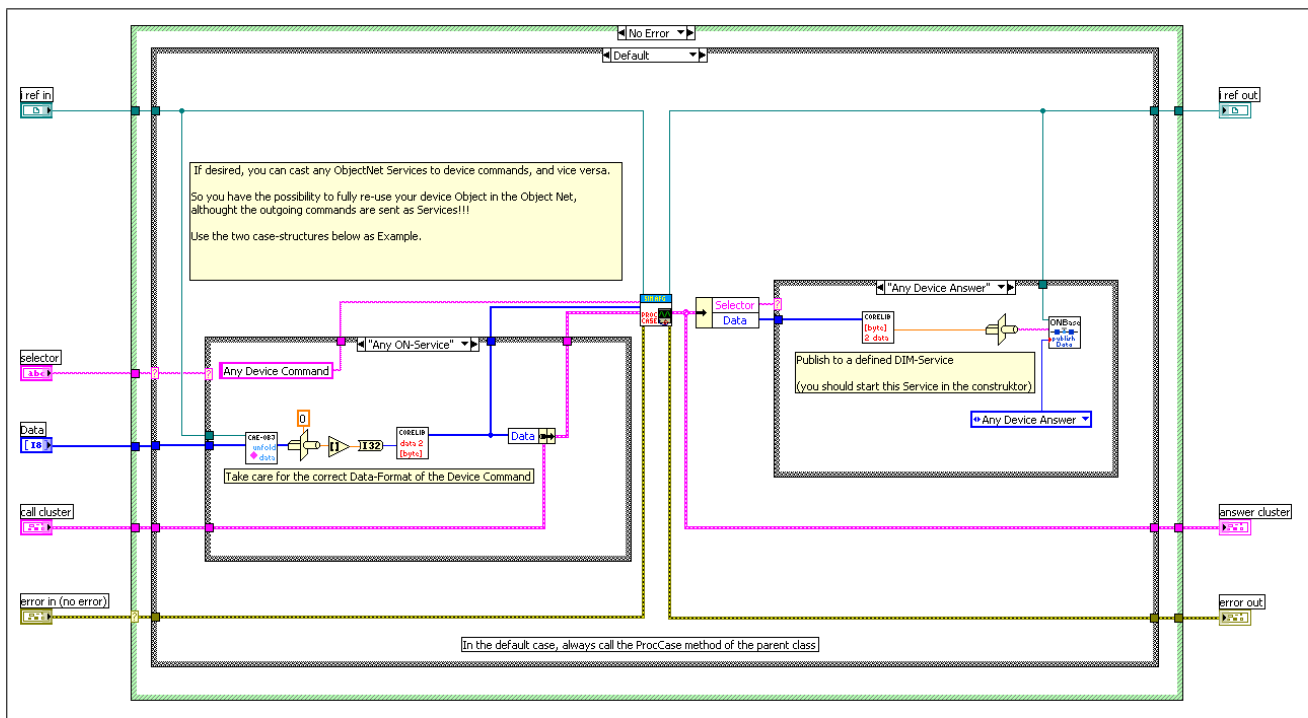 No Error
Default
i ref in
i ref out
If desired, you can cast any ObjectNet Services to device commands, and vice versa.
So you have the possibility to fully re-use your device Object in the Object Net,
althought the outgoing commands are sent as Services!!!
Use the two case-structures below as Example.
SIM AFG
PROC
CASE
Selector
Data
"Any Device Answer"
CORELIB
[byte]
2 data
ONBase
publish
Data
Publish to a defined DIM-Service
(you should start this Service in the construktor)
Any Device Answer
selector
abc
"Any ON-Service"
Any Device Command
Data
[I8]
0
CAE-OBJ
unfold
data
[]
I32
CORELIB
data 2
[byte]
Data
Take care for the correct Data-Format of the Device Command
call cluster
answer cluster
error in (no error)
error out
In the default case, always call the ProcCase method of the parent class